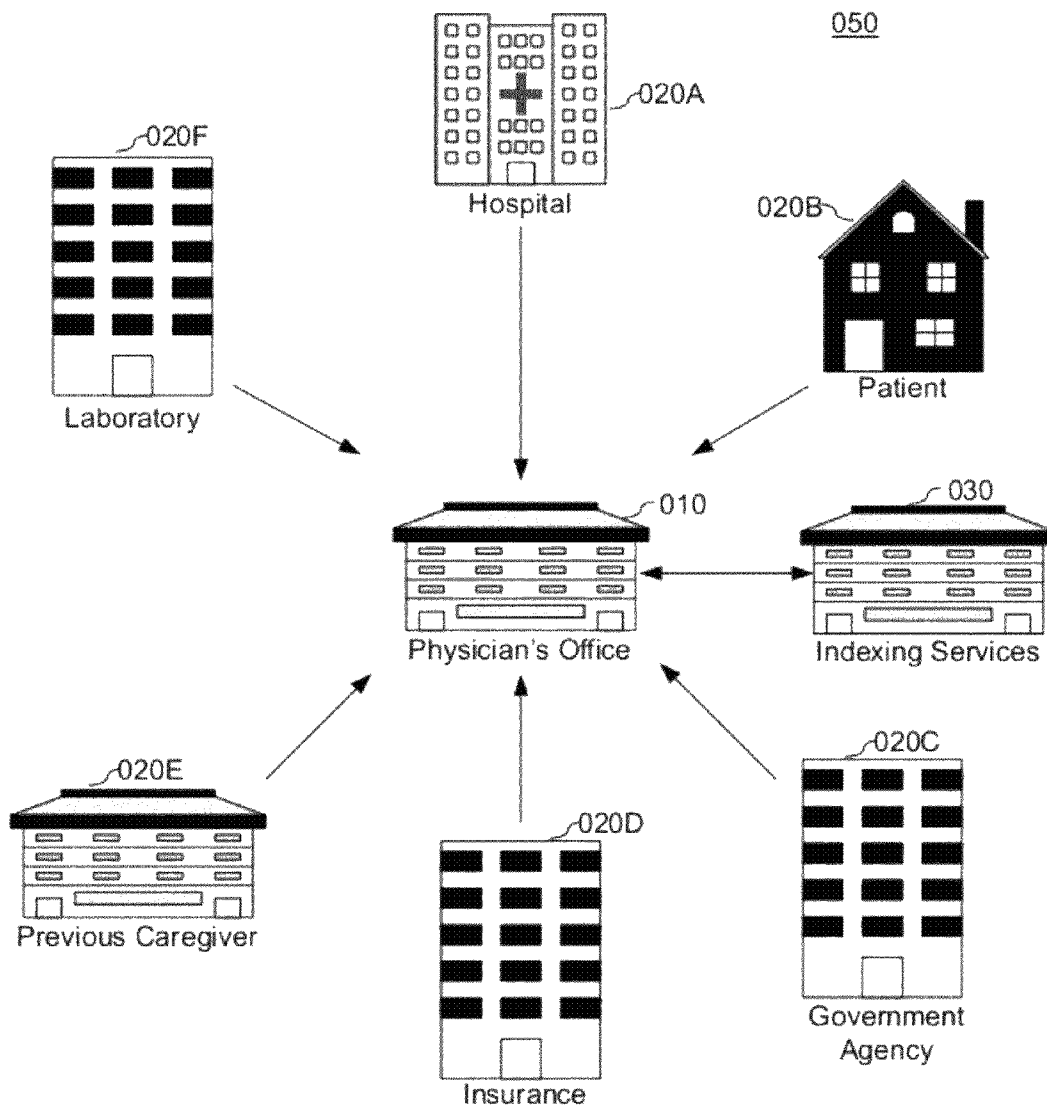 050
020A
Hospital
020F
Laboratory
020B
Patient
010
Physician's Office
030
Indexing Services
020E
Previous Caregiver
020D
Insurance
020C
Government
Agency